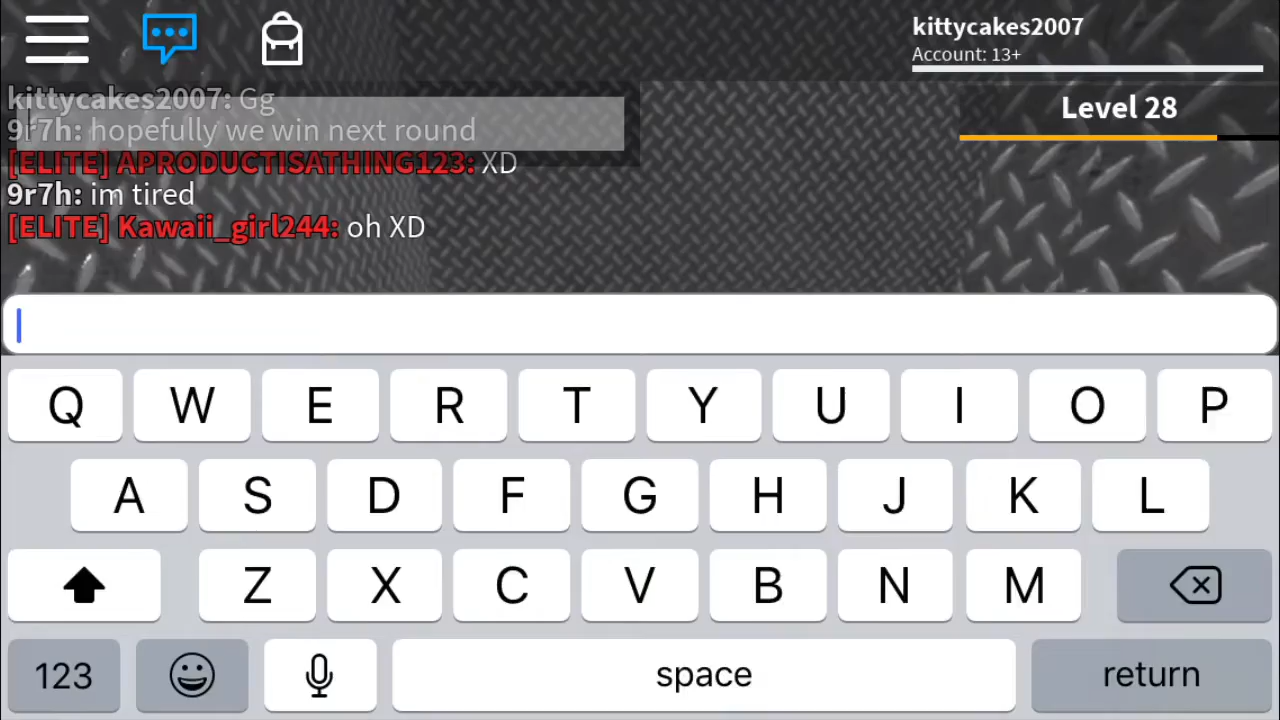 kittycakes2007
Account: 13+
Level 28
kittycakes2007: Gg
9r7h: hopefully we win next round
[ELITE] APRODUCTISATHING123: XD
9r7h: im tired
[ELITE] Kawaii_girl244: oh XD
Q W E R T Y U I O P
A S D F G H J K L
Z X C V B N M
123 space return